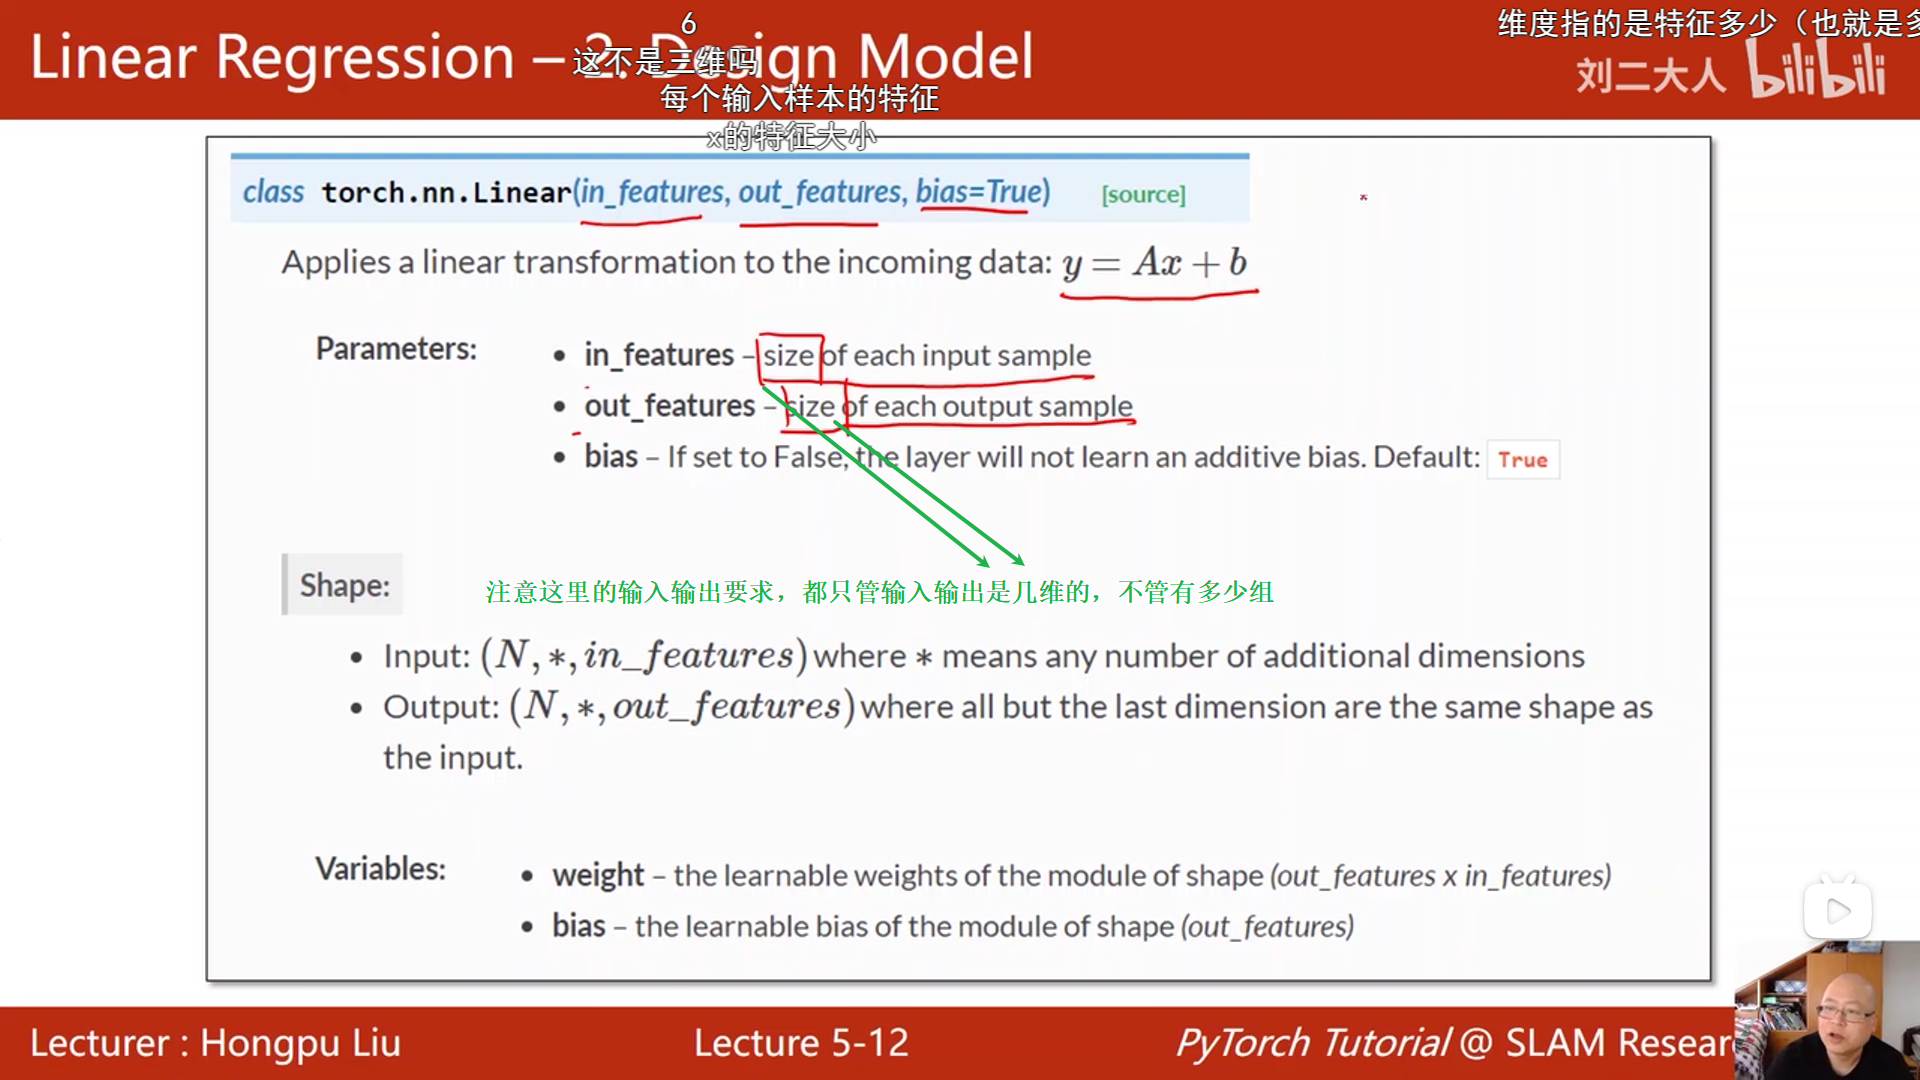 6
维度指的是特征多少（也就是多
Linear Regression – 2. Design Model
这不是三维吗
刘二大人 bilibili
每个输入样本的特征
x的特征大小
class torch.nn.Linear(in_features, out_features, bias=True) [source]
Applies a linear transformation to the incoming data: y = Ax + b
Parameters:
• in_features – size of each input sample
• out_features – size of each output sample
• bias – If set to False, the layer will not learn an additive bias. Default: True
注意这里的输入输出要求，都只管输入输出是几维的，不管有多少组
Shape:
• Input: (N, *, in_features) where * means any number of additional dimensions
• Output: (N, *, out_features) where all but the last dimension are the same shape as
the input.
Variables:
• weight – the learnable weights of the module of shape (out_features x in_features)
• bias – the learnable bias of the module of shape (out_features)
Lecturer : Hongpu Liu
Lecture 5-12
PyTorch Tutorial @ SLAM Resear